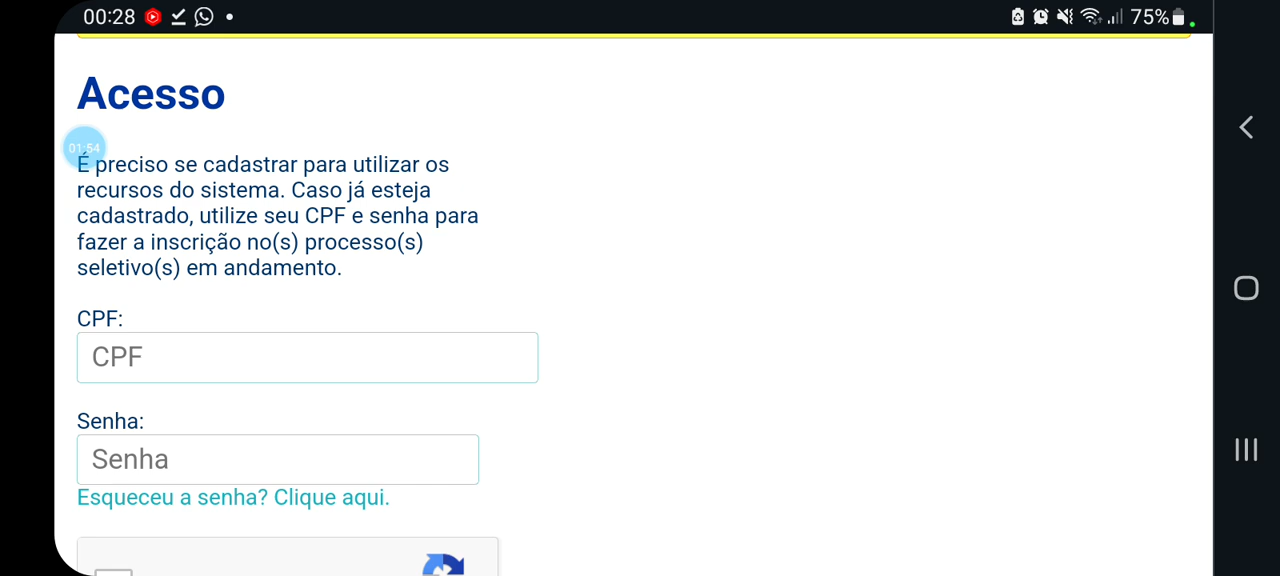 00:28 75%
Acesso
01:54
É preciso se cadastrar para utilizar os
recursos do sistema. Caso já esteja
cadastrado, utilize seu CPF e senha para
fazer a inscrição no(s) processo(s)
seletivo(s) em andamento.
CPF:
CPF
Senha:
Senha
Esqueceu a senha? Clique aqui.